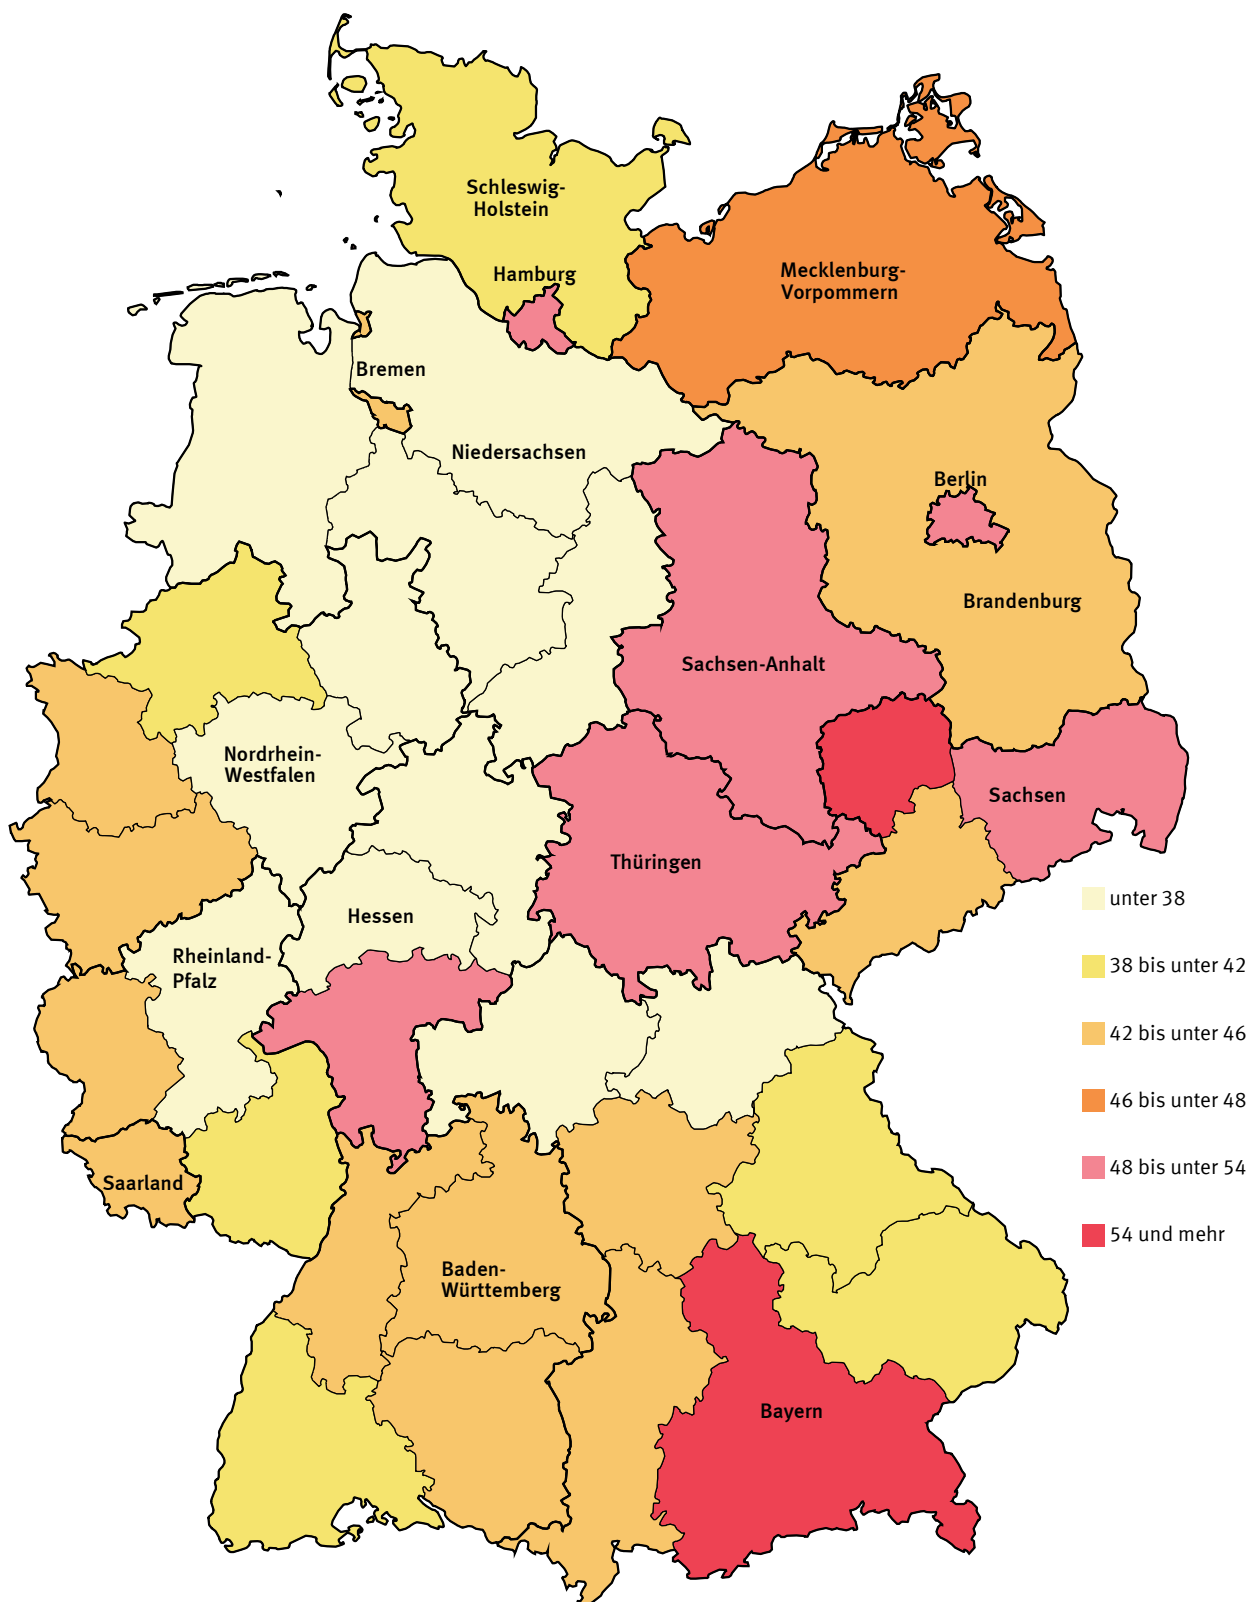 Schleswig-
Holstein
Hamburg
Mecklenburg-
Vorpommern
Bremen
Niedersachsen
Berlin
Brandenburg
Sachsen-Anhalt
Nordrhein-
Westfalen
Sachsen
Thüringen
Hessen
Rheinland-
Pfalz
Saarland
Baden-
Württemberg
Bayern
unter 38
38 bis unter 42
42 bis unter 46
46 bis unter 48
48 bis unter 54
54 und mehr